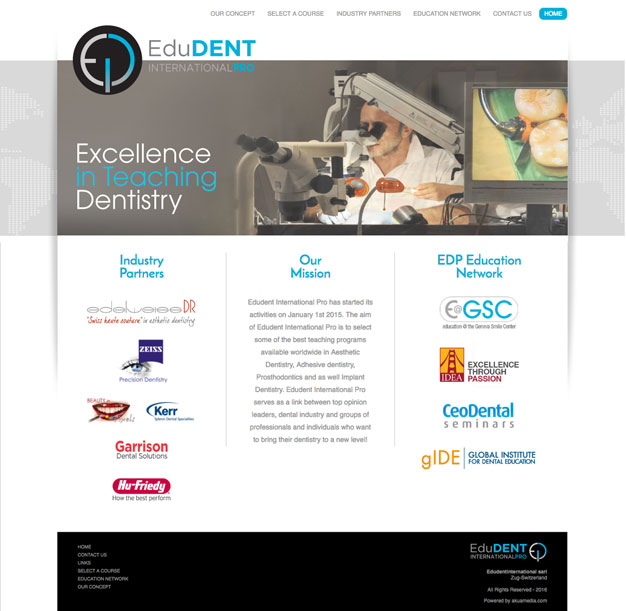 OUR CONCEPT SELECT A COURSE INDUSTRY PARTNERS EDUCATION NETWORK CONTACT US HOME
EduDENT
INTERNATIONALPRO
Excellence
in Teaching
Dentistry
Industry
Partners
edelweiss DR
"Swiss haute couture" in esthetic dentistry
ZEISS
Precision Dentistry
BEAUTY
Kerr
Garrison
Dental Solutions
Hu-Friedy
How the best perform
Our
Mission
Edudent International Pro has started its
activities on January 1st 2015. The aim
of Edudent International Pro is to select
some of the best teaching programs
available worldwide in Aesthetic
Dentistry, Adhesive dentistry,
Prosthodontics and as well Implant
Dentistry. Edudent International Pro
serves as a link between top opinion
leaders, dental industry and groups of
professionals and individuals who want
to bring their dentistry to a new level!
EDP Education
Network
E@GSC
education @ the Gemma Smile Center
IDEA
EXCELLENCE
THROUGH
PASSION
CeoDental
seminars
gIDE
GLOBAL INSTITUTE
FOR DENTAL EDUCATION
HOME
CONTACT US
LINKS
SELECT A COURSE
EDUCATION NETWORK
OUR CONCEPT
EduDENT
INTERNATIONALPRO
EdudentInternational sarl
Zug-Switzerland
All Rights Reserved - 2016
Powered by akuamedia.com